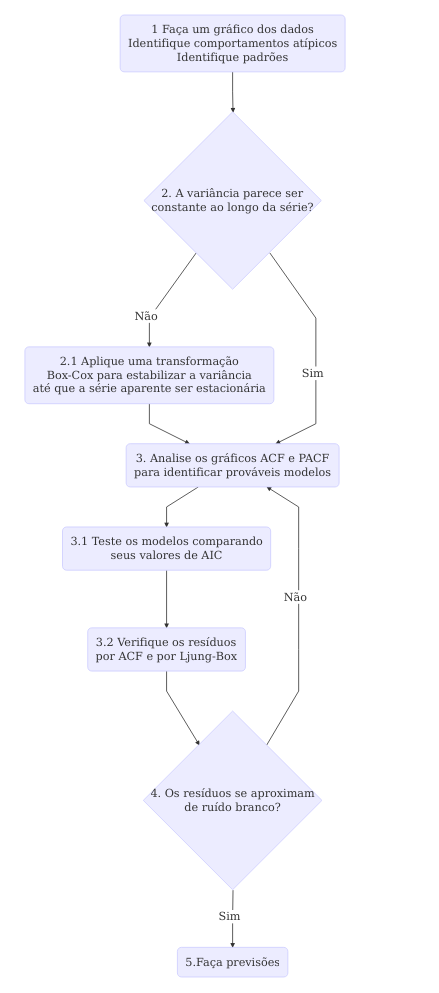 1 Faça um gráfico dos dados
Identifique comportamentos atípicos
Identifique padrões
2. A variância parece ser
constante ao longo da série?
Não
2.1 Aplique uma transformação
Box-Cox para estabilizar a variância
até que a série aparente ser estacionária
Sim
3. Analise os gráficos ACF e PACF
para identificar prováveis modelos
3.1 Teste os modelos comparando
seus valores de AIC
Não
3.2 Verifique os resíduos
por ACF e por Ljung-Box
4. Os resíduos se aproximam
de ruído branco?
Sim
5.Faça previsões